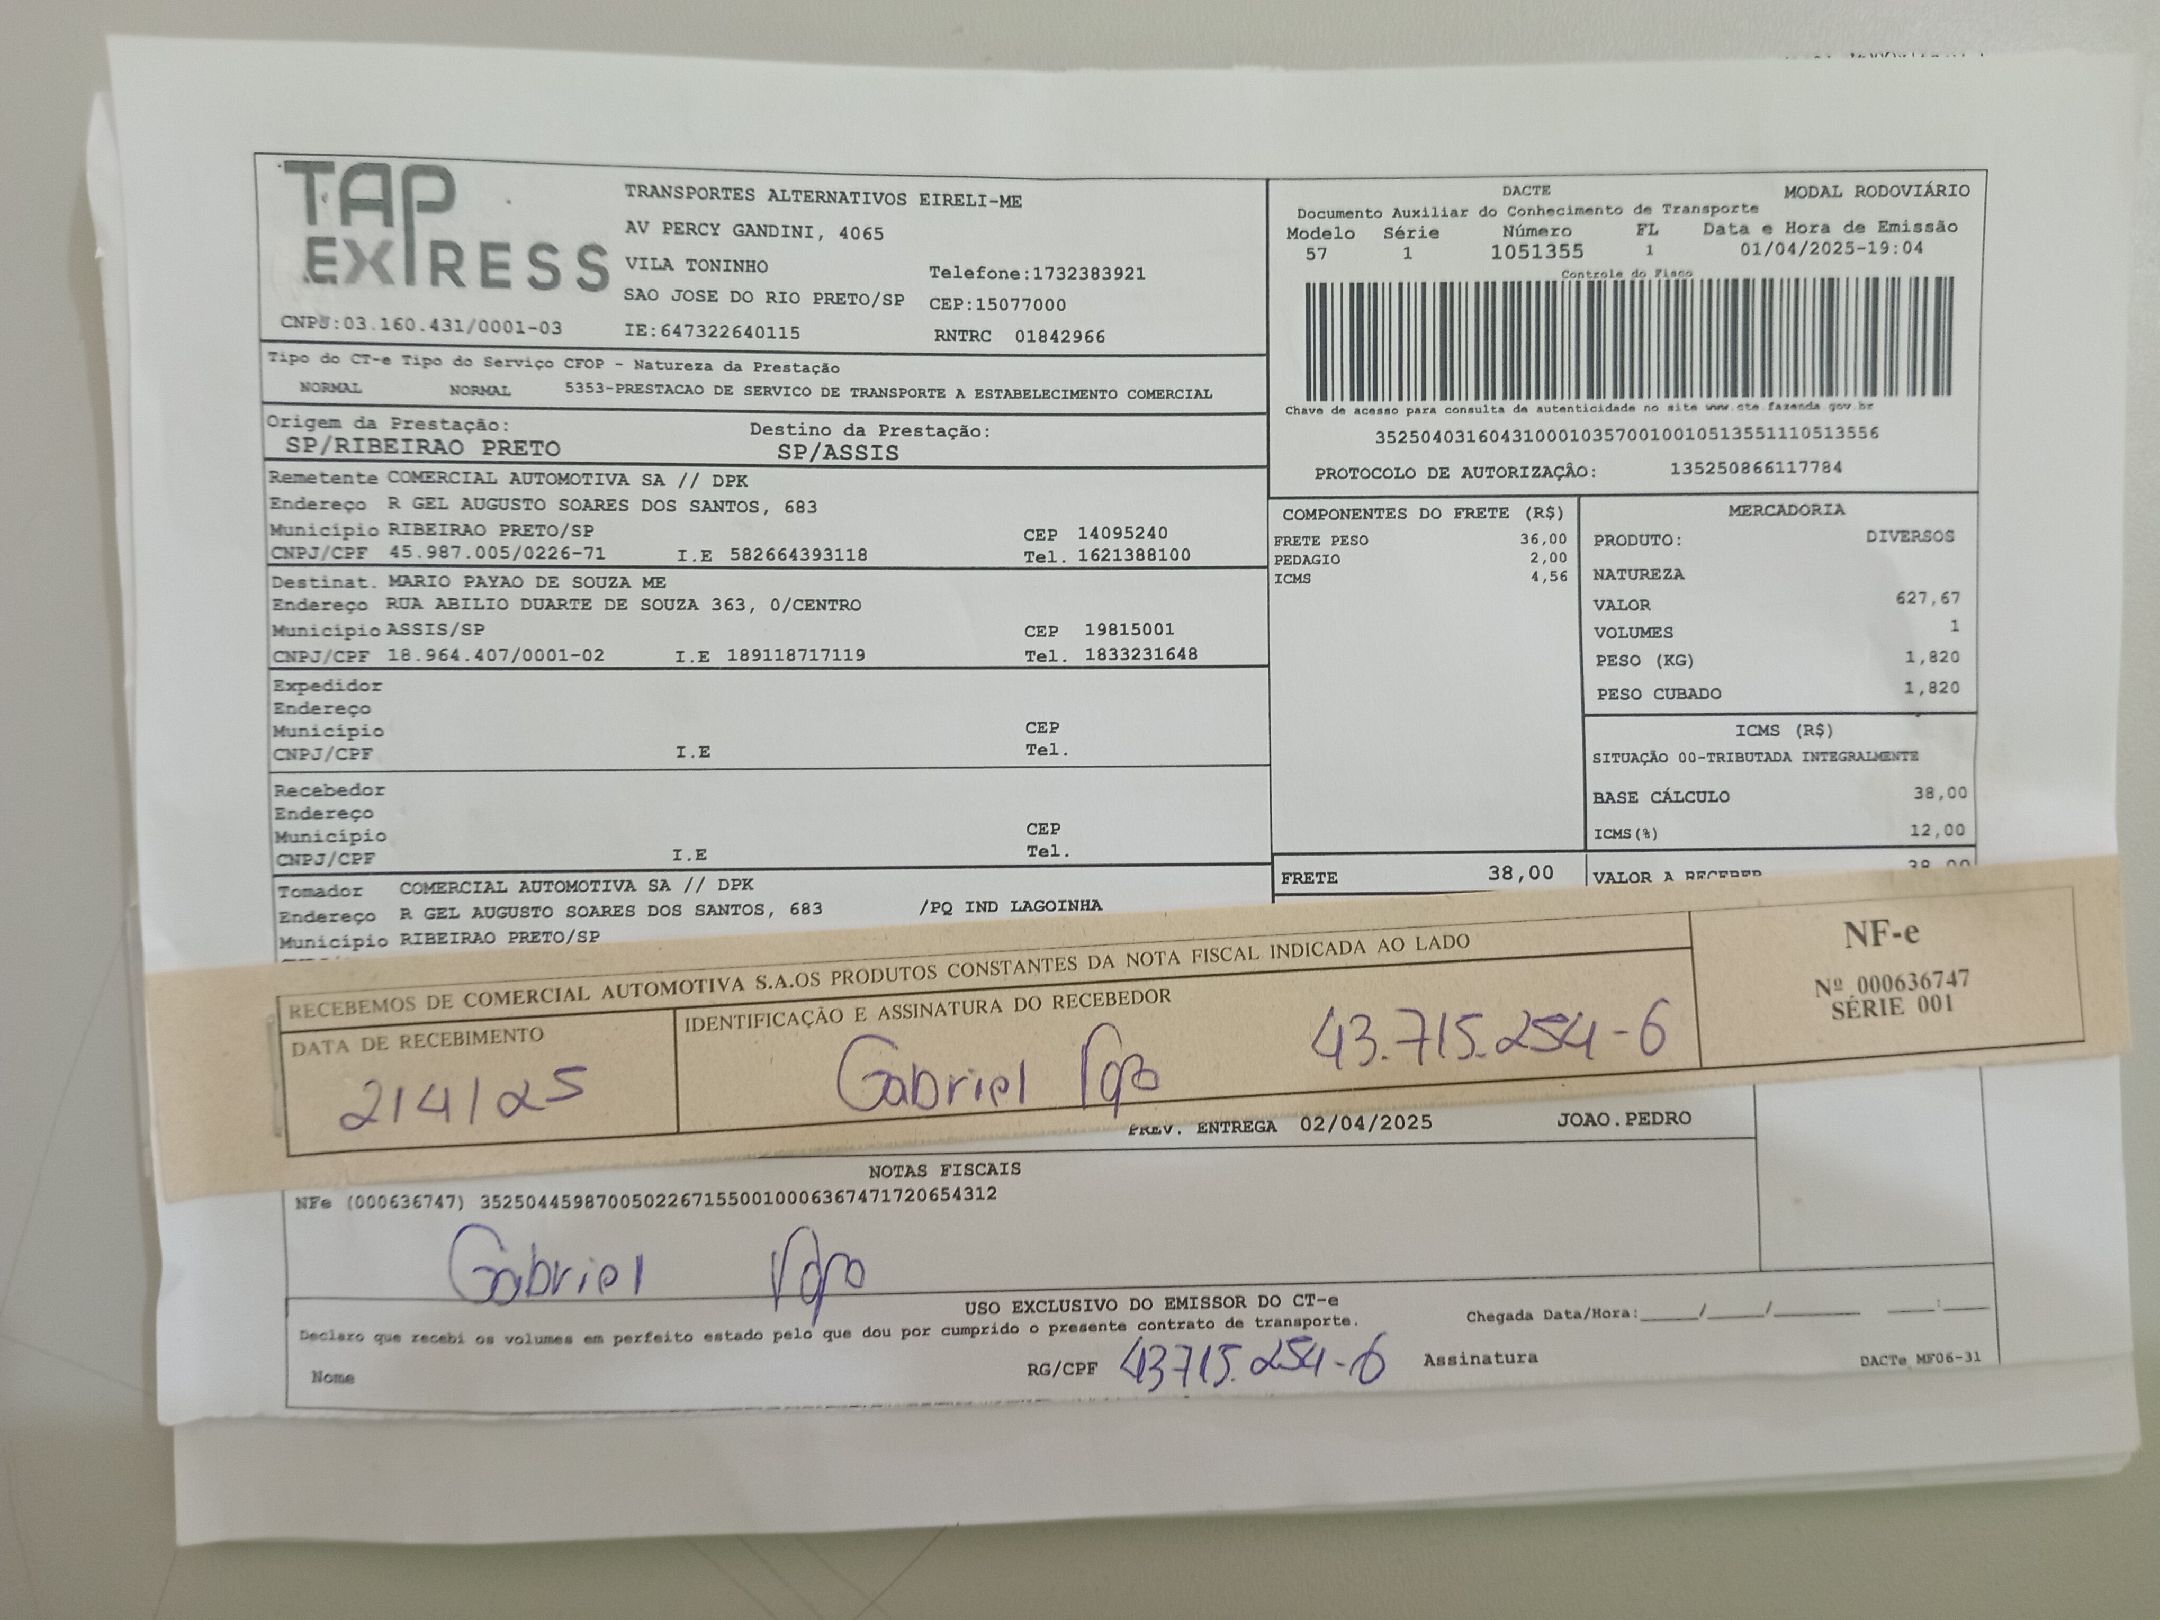 TAP EXPRESS
CNPJ:03.160.431/0001-03
TRANSPORTES ALTERNATIVOS EIRELI-ME
AV PERCY GANDINI, 4065
VILA TONINHO
Telefone:1732383921
SAO JOSE DO RIO PRETO/SP CEP:15077000
IE:647322640115 RNTRC 01842966
DACTE MODAL RODOVIÁRIO
Documento Auxiliar do Conhecimento de Transporte
Modelo Série Número FL Data e Hora de Emissão
57 1 1051355 1 01/04/2025-19:04
Controle do Fisco
Chave de acesso para consulta de autenticidade no site www.cte.fazenda.gov.br
35250403160431000103570010010513551110513556
PROTOCOLO DE AUTORIZAÇÃO: 135250866117784
Tipo do CT-e Tipo do Serviço CFOP - Natureza da Prestação
NORMAL NORMAL 5353-PRESTACAO DE SERVICO DE TRANSPORTE A ESTABELECIMENTO COMERCIAL
Origem da Prestação: Destino da Prestação:
SP/RIBEIRAO PRETO SP/ASSIS
Remetente COMERCIAL AUTOMOTIVA SA // DPK
Endereço R GEL AUGUSTO SOARES DOS SANTOS, 683
Município RIBEIRAO PRETO/SP CEP 14095240
CNPJ/CPF 45.987.005/0226-71 I.E 582664393118 Tel. 1621388100
Destinat. MARIO PAYAO DE SOUZA ME
Endereço RUA ABILIO DUARTE DE SOUZA 363, 0/CENTRO
Município ASSIS/SP CEP 19815001
CNPJ/CPF 18.964.407/0001-02 I.E 189118717119 Tel. 1833231648
Expedidor
Endereço
Município CEP
CNPJ/CPF I.E Tel.
Recebedor
Endereço
Município CEP
CNPJ/CPF I.E Tel.
Tomador COMERCIAL AUTOMOTIVA SA // DPK
Endereço R GEL AUGUSTO SOARES DOS SANTOS, 683 /PQ IND LAGOINHA
Município RIBEIRAO PRETO/SP
COMPONENTES DO FRETE (R$)
FRETE PESO 36,00
PEDAGIO 2,00
ICMS 4,56
FRETE 38,00
MERCADORIA
PRODUTO: DIVERSOS
NATUREZA
VALOR 627,67
VOLUMES 1
PESO (KG) 1,820
PESO CUBADO 1,820
ICMS (R$)
SITUAÇÃO 00-TRIBUTADA INTEGRALMENTE
BASE CÁLCULO 38,00
ICMS(%) 12,00
VALOR A RECEBER 38,00
RECEBEMOS DE COMERCIAL AUTOMOTIVA S.A.OS PRODUTOS CONSTANTES DA NOTA FISCAL INDICADA AO LADO
DATA DE RECEBIMENTO
2/4/25
IDENTIFICAÇÃO E ASSINATURA DO RECEBEDOR
Gabriel 43.715.254-6
NF-e
Nº 000636747
SÉRIE 001
PREV. ENTREGA 02/04/2025 JOAO.PEDRO
NOTAS FISCAIS
NFe (000636747) 35250445987005022671550010006367471720654312
Gabriel
USO EXCLUSIVO DO EMISSOR DO CT-e
Declaro que recebi os volumes em perfeito estado pelo que dou por cumprido o presente contrato de transporte.
Chegada Data/Hora:_____/_____/_______ ____:____
Nome RG/CPF 43715.254-6 Assinatura
DACTe MF06-31